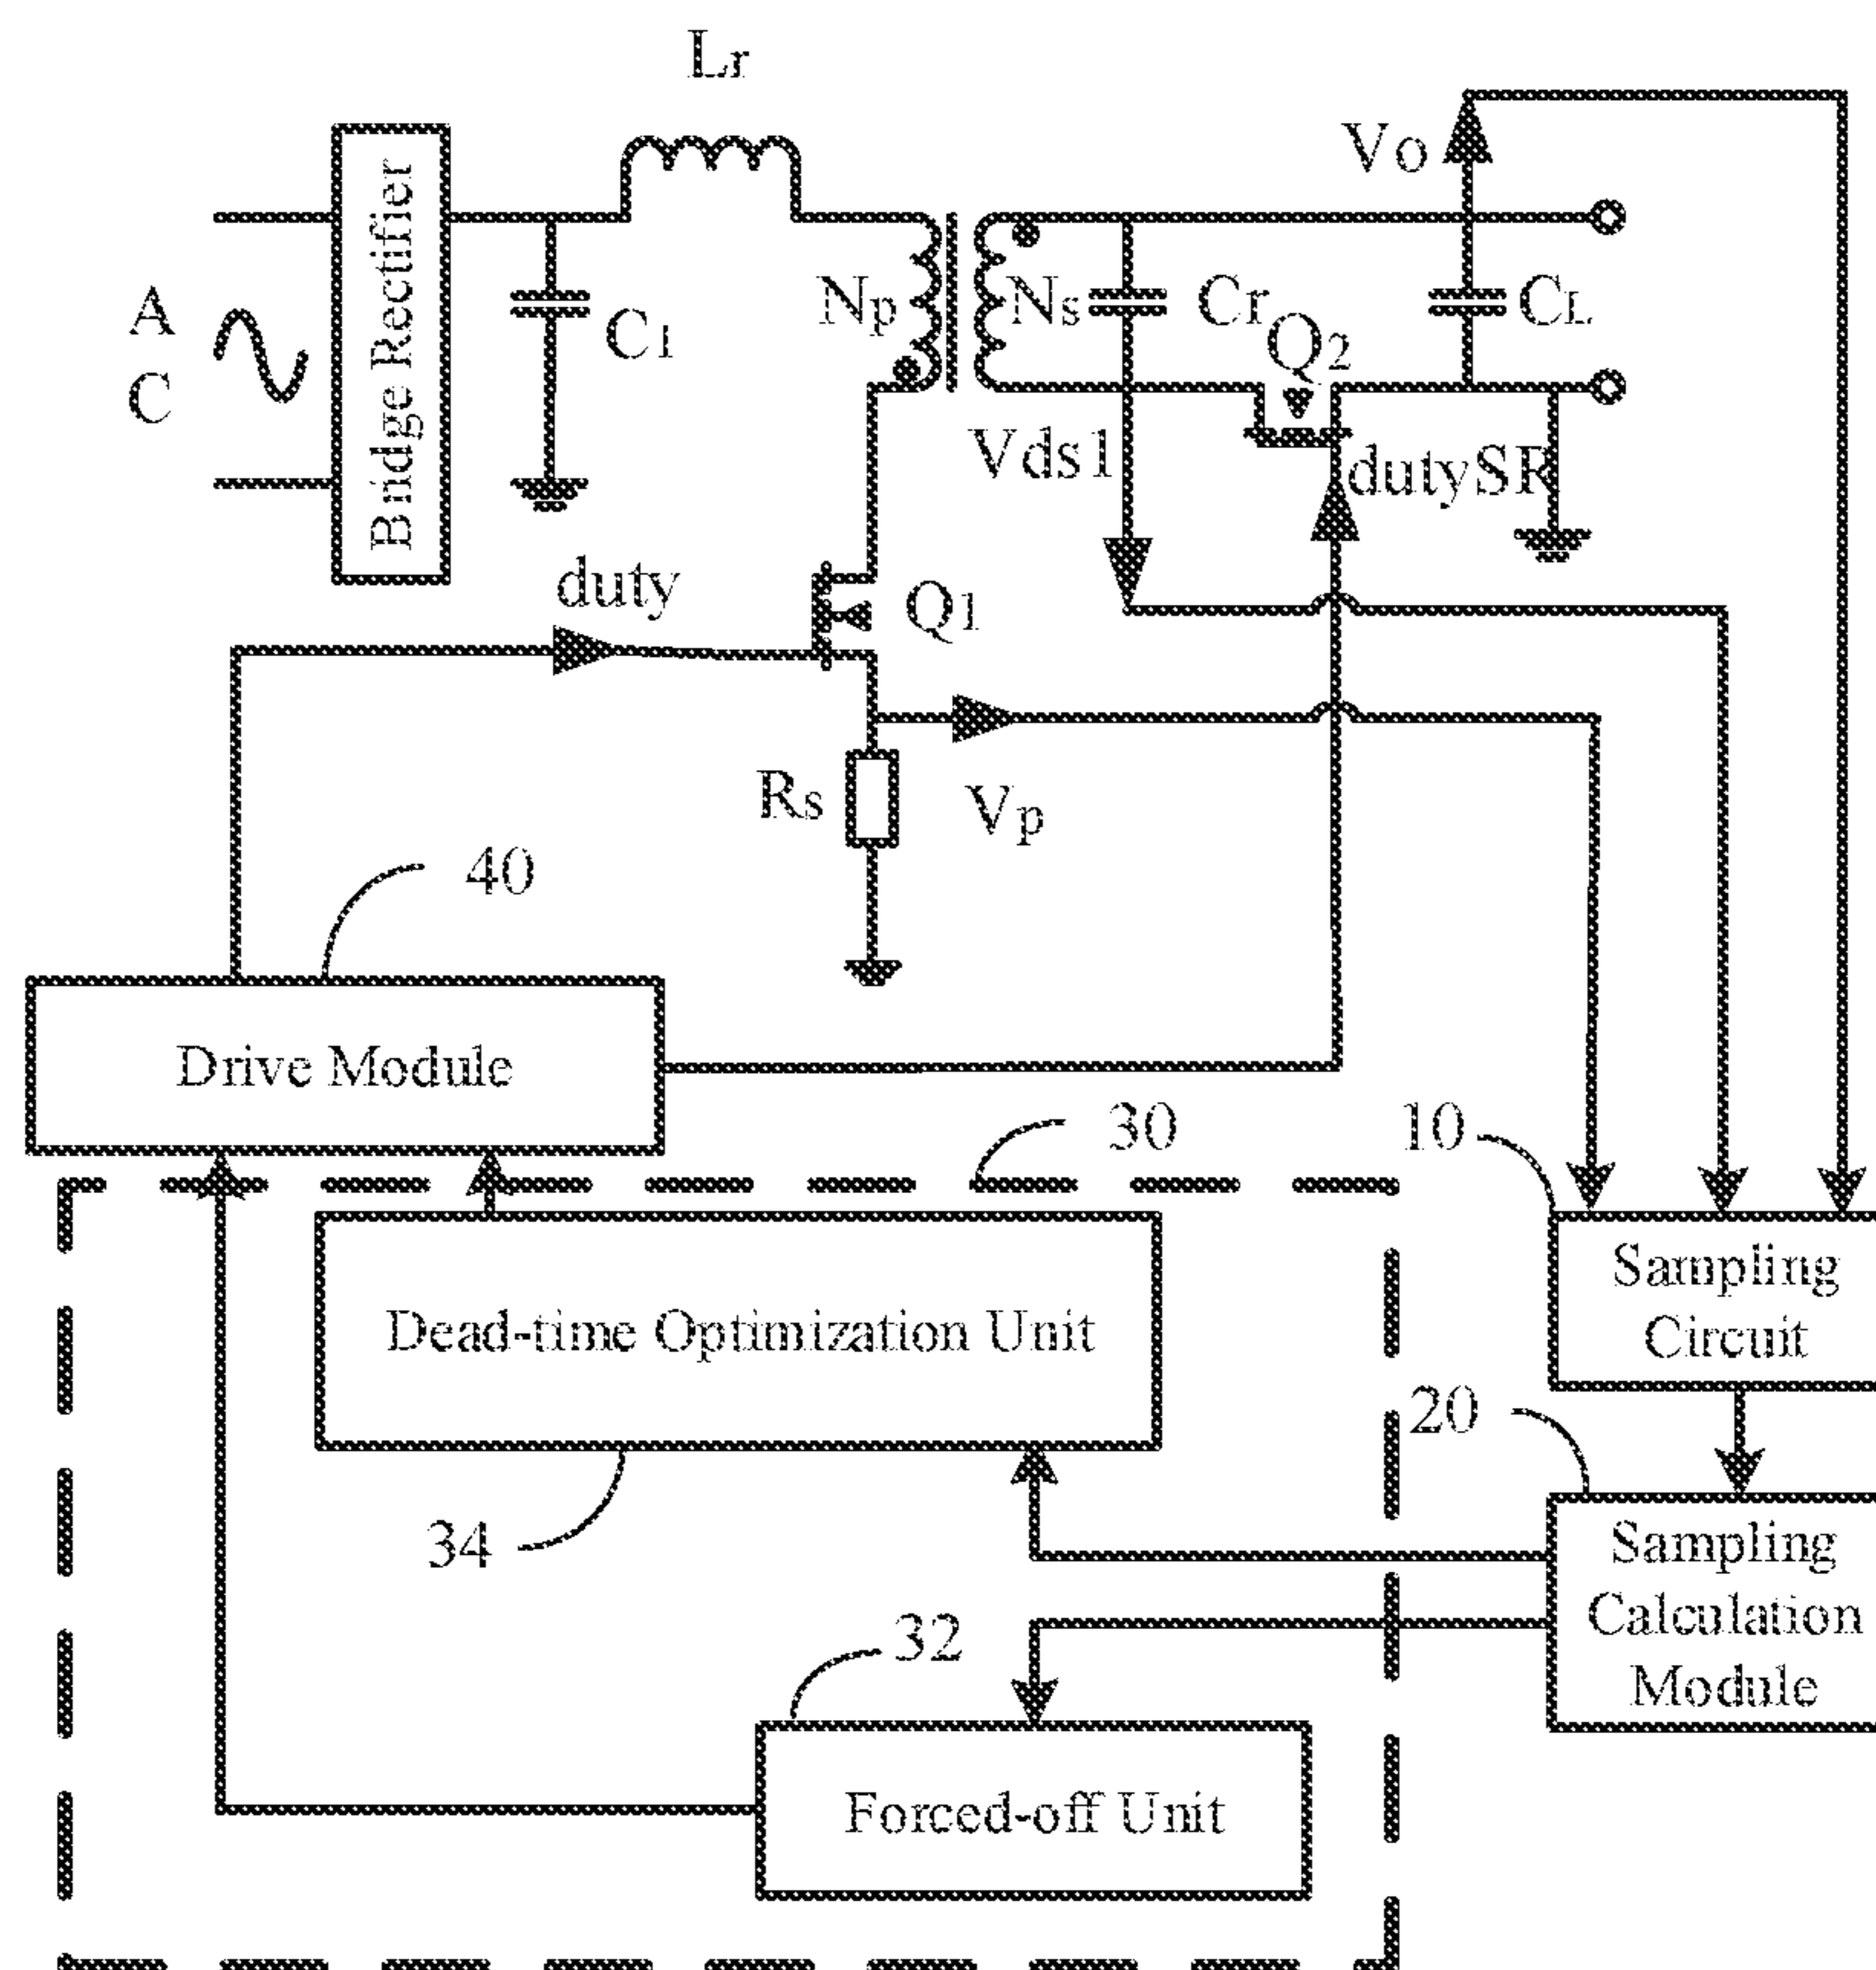 Lr
Vo
Bridge Rectifier
A
C
C1
Np
Ns
Cr
Q2
CL
Vds1
dutySR
duty
Q1
Rs
Vp
40
Drive Module
30
10
Sampling
Circuit
Dead-time Optimization Unit
20
34
Sampling
Calculation
Module
32
Forced-off Unit